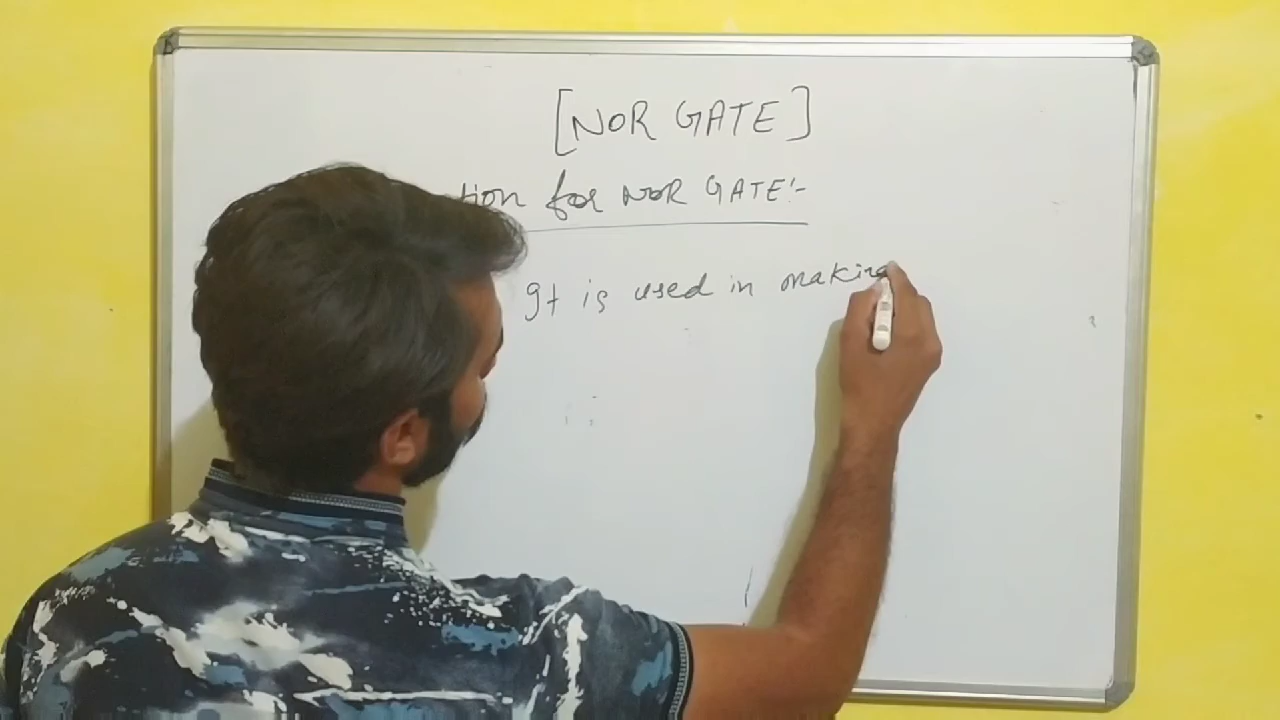 [NOR GATE]
tion for NOR GATE:-
It is used in making